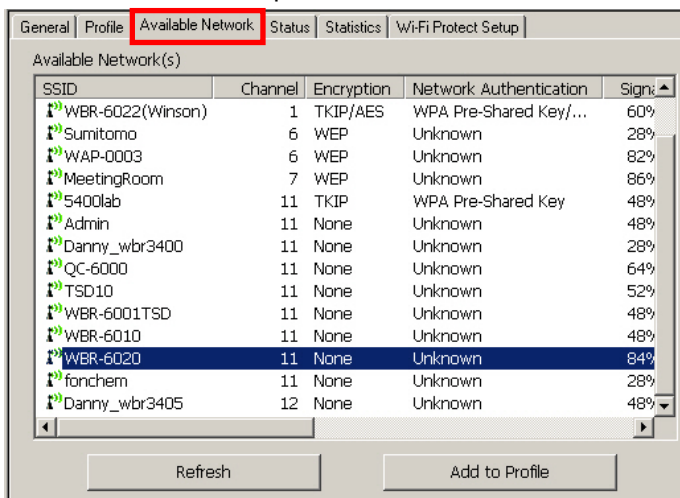 General Profile Available Network Status Statistics Wi-Fi Protect Setup
Available Network(s)
SSID Channel Encryption Network Authentication Signa
WBR-6022(Winson) 1 TKIP/AES WPA Pre-Shared Key/... 60%
Sumitomo 6 WEP Unknown 28%
WAP-0003 6 WEP Unknown 82%
MeetingRoom 7 WEP Unknown 86%
5400lab 11 TKIP WPA Pre-Shared Key 48%
Admin 11 None Unknown 48%
Danny_wbr3400 11 None Unknown 28%
QC-6000 11 None Unknown 64%
TSD10 11 None Unknown 52%
WBR-6001TSD 11 None Unknown 48%
WBR-6010 11 None Unknown 48%
WBR-6020 11 None Unknown 84%
fonchem 11 None Unknown 28%
Danny_wbr3405 12 None Unknown 48%
Refresh Add to Profile